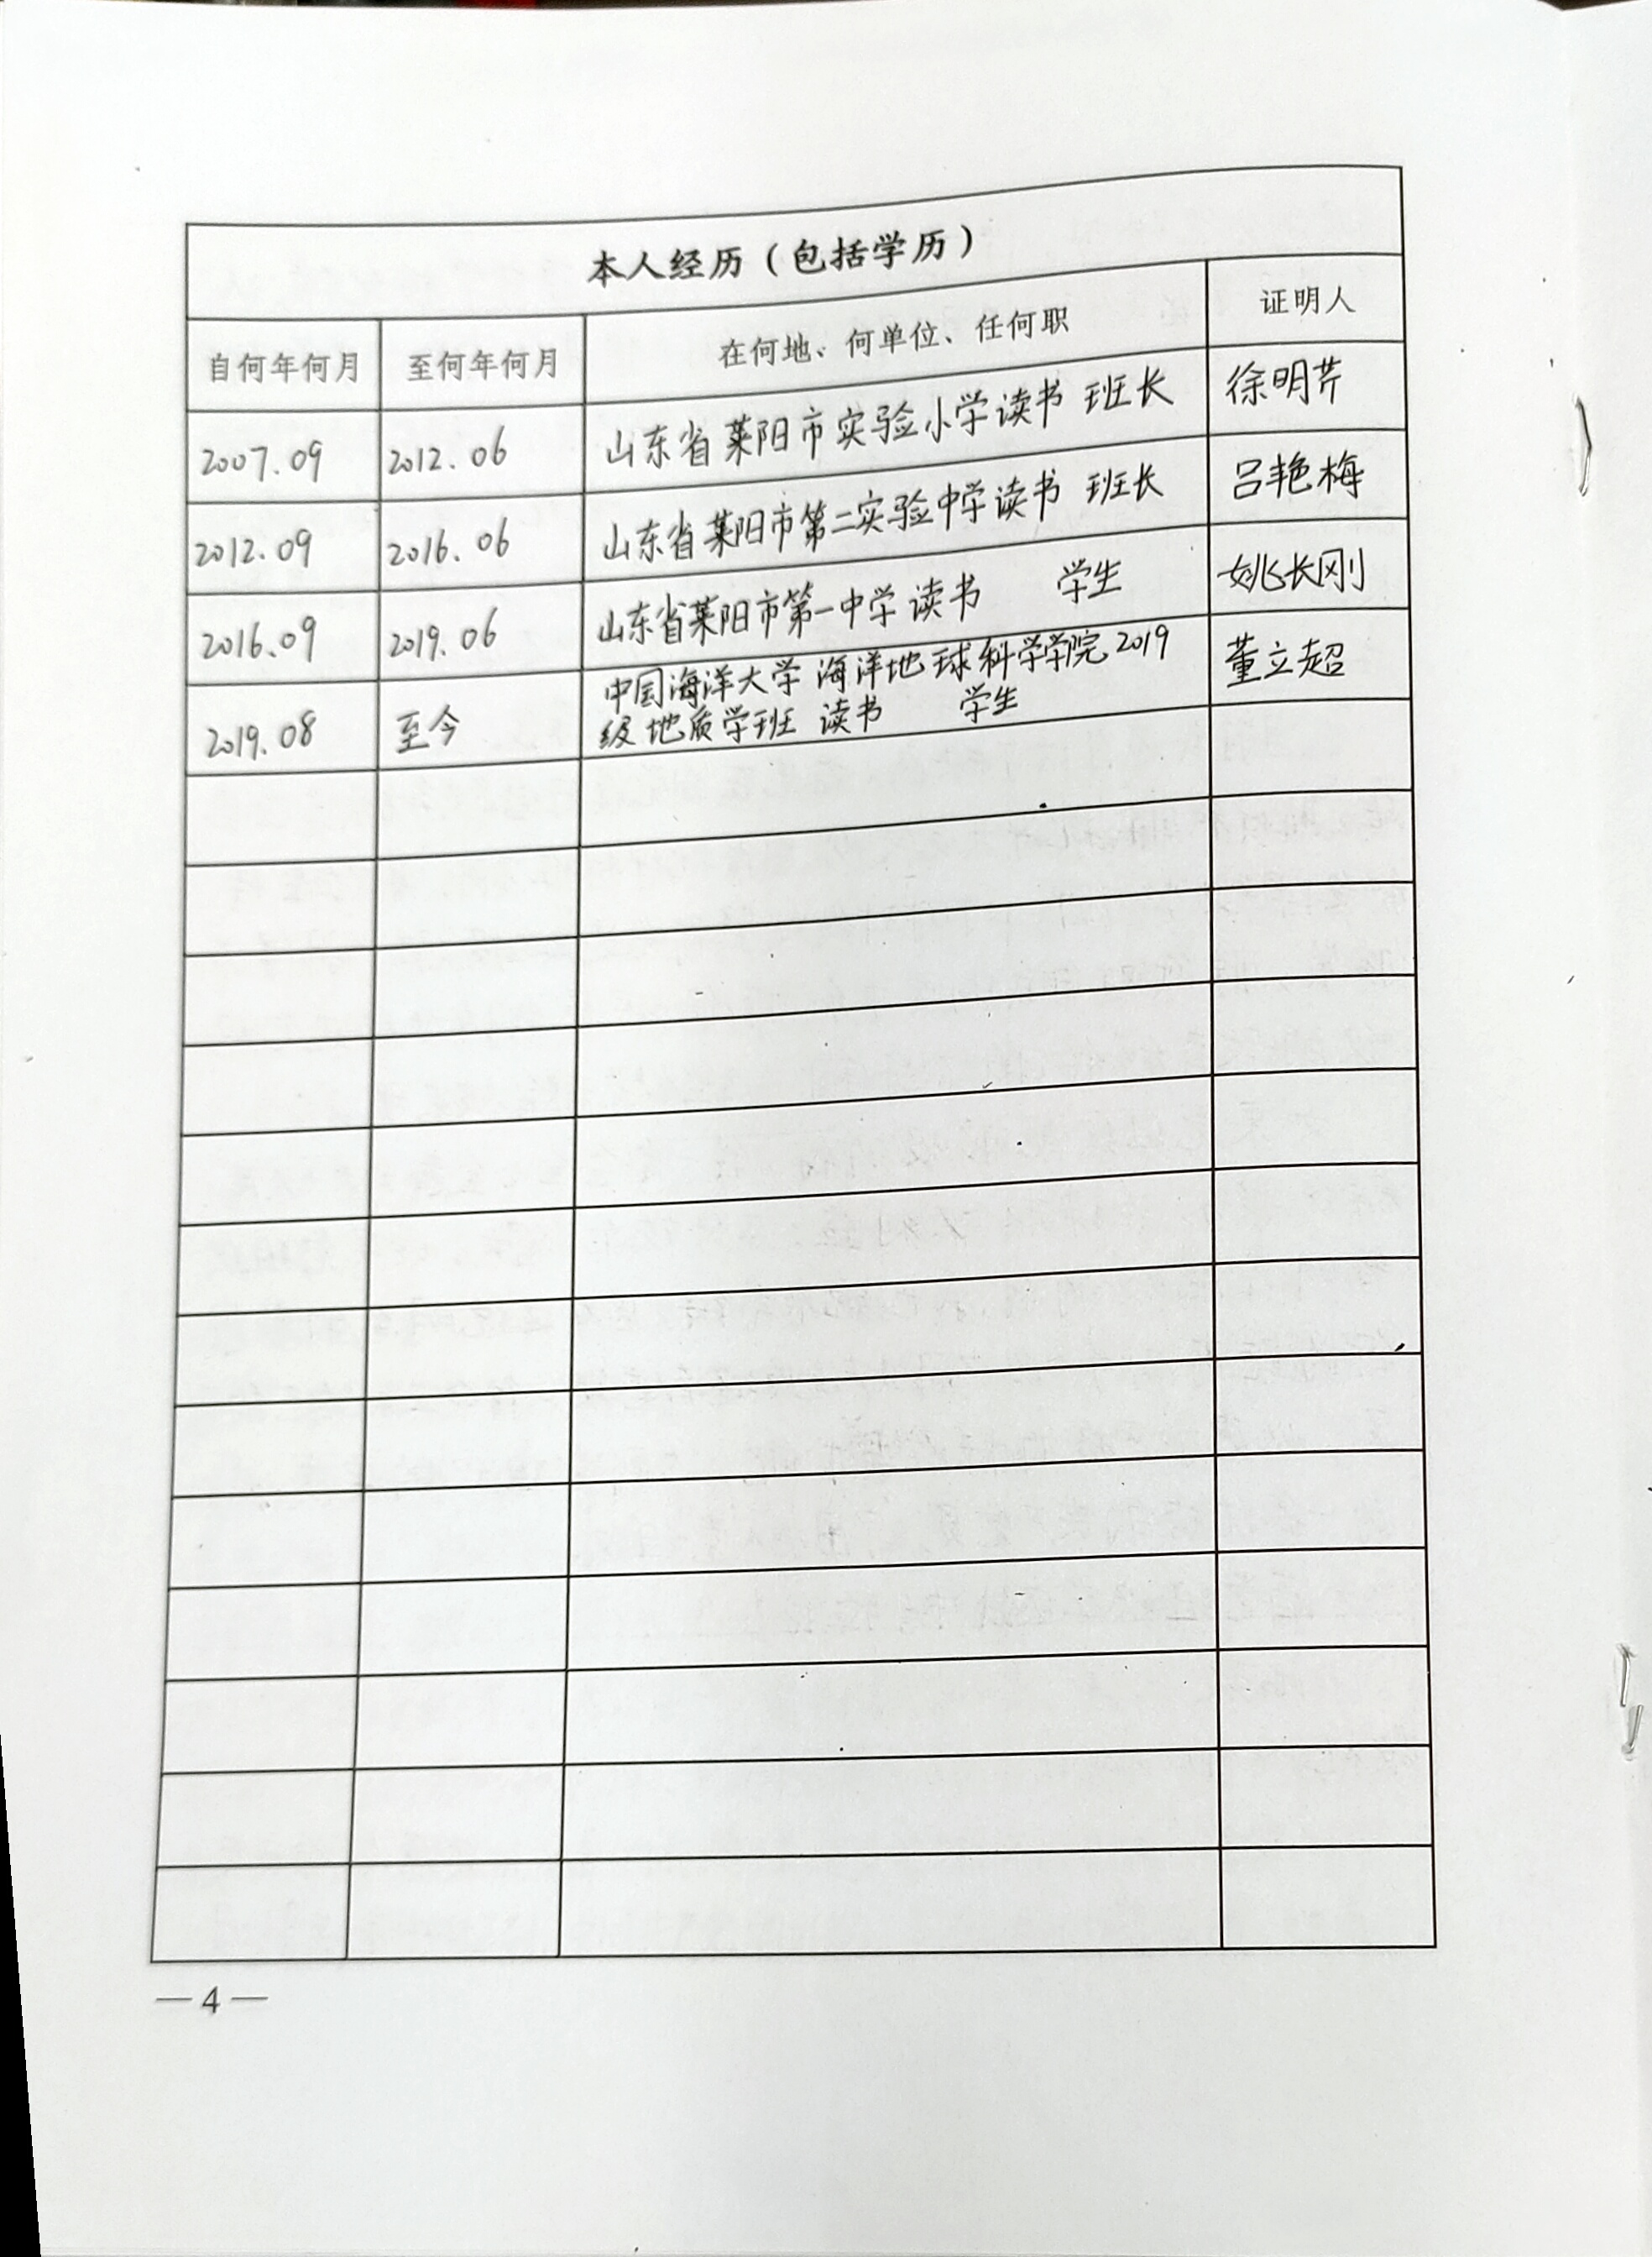 本人经历（包括学历）
自何年何月 至何年何月 在何地、何单位、任何职 证明人
2007.09 2012.06 山东省莱阳市实验小学读书 班长 徐明芹
2012.09 2016.06 山东省莱阳市第二实验中学读书 班长 吕艳梅
2016.09 2019.06 山东省莱阳市第一中学读书 学生 姚长刚
2019.08 至今 中国海洋大学 海洋地球科学学院 2019
级地质学班 读书 学生 董立超
— 4 —